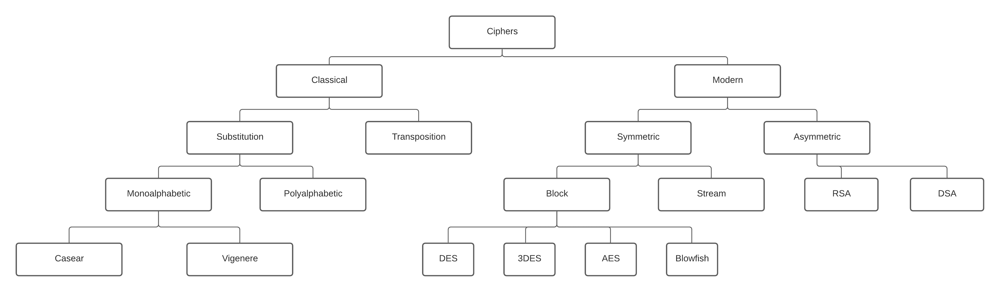 Ciphers
Classical
Modern
Substitution
Transposition
Symmetric
Asymmetric
Monoalphabetic
Polyalphabetic
Block
Stream
RSA
DSA
Casear
Vigenere
DES
3DES
AES
Blowfish